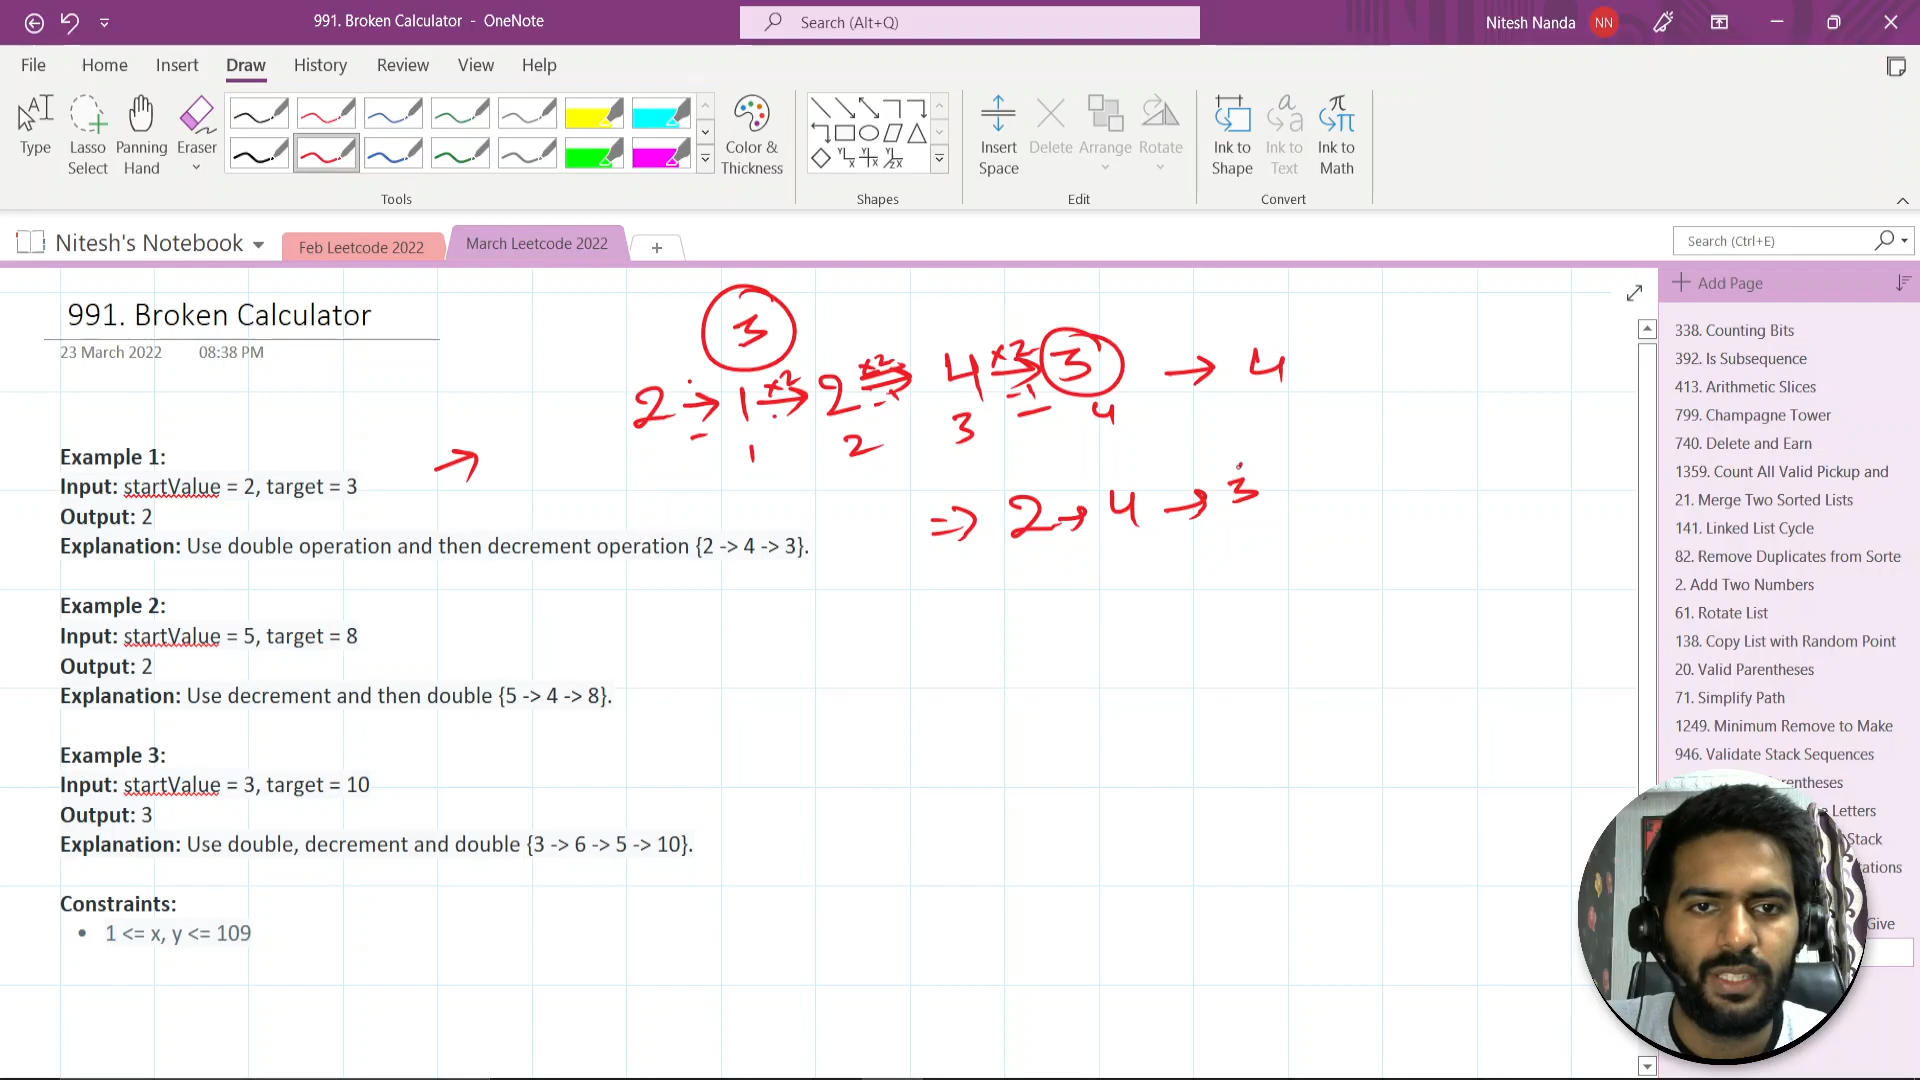 991. Broken Calculator - OneNote
Search (Alt+Q)
Nitesh Nanda
NN
File Home Insert Draw History Review View Help
Type
Lasso Select
Panning Hand
Eraser
Color & Thickness
Insert Space
Delete
Arrange
Rotate
Ink to Shape
Ink to Text
Ink to Math
Tools
Shapes
Edit
Convert
Nitesh's Notebook
Feb Leetcode 2022
March Leetcode 2022
+
Search (Ctrl+E)
991. Broken Calculator
23 March 2022 08:38 PM
3
2 → 1 ×2→ 2 ×2→ 4 ×2→ 3 → 4
- -1 -1
1 2 3 4
⇒ 2 → 4 → 3
Example 1:
Input: startValue = 2, target = 3
Output: 2
Explanation: Use double operation and then decrement operation {2 -> 4 -> 3}.
Example 2:
Input: startValue = 5, target = 8
Output: 2
Explanation: Use decrement and then double {5 -> 4 -> 8}.
Example 3:
Input: startValue = 3, target = 10
Output: 3
Explanation: Use double, decrement and double {3 -> 6 -> 5 -> 10}.
Constraints:
• 1 <= x, y <= 109
Add Page
338. Counting Bits
392. Is Subsequence
413. Arithmetic Slices
799. Champagne Tower
740. Delete and Earn
1359. Count All Valid Pickup and
21. Merge Two Sorted Lists
141. Linked List Cycle
82. Remove Duplicates from Sorte
2. Add Two Numbers
61. Rotate List
138. Copy List with Random Point
20. Valid Parentheses
71. Simplify Path
1249. Minimum Remove to Make
946. Validate Stack Sequences
entheses
Letters
Stack
tations
Give